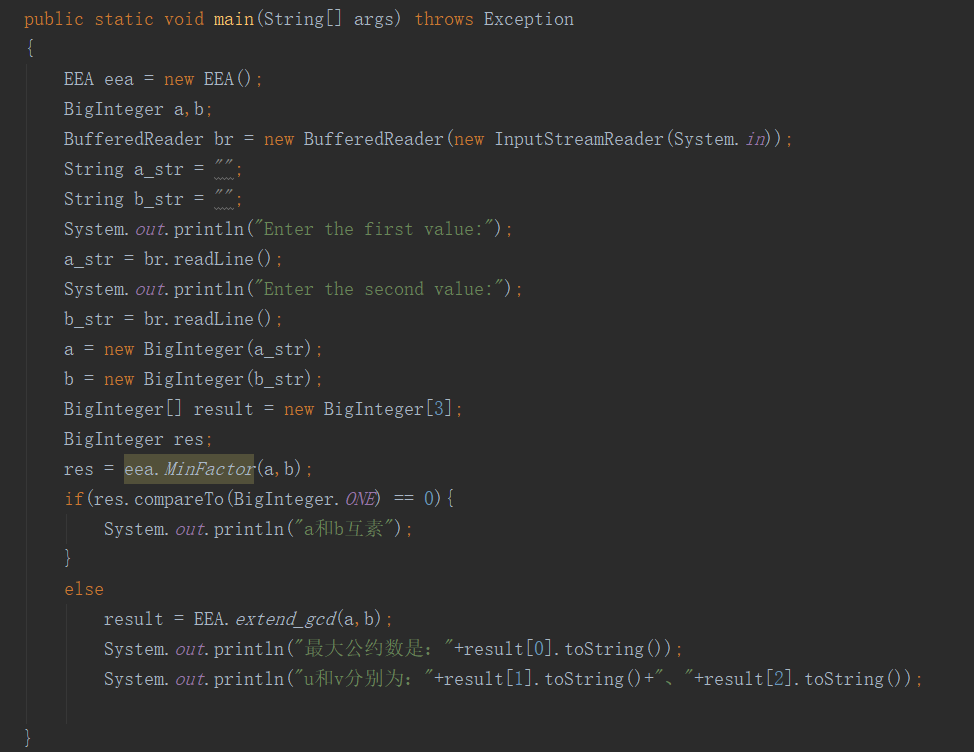 public static void main(String[] args) throws Exception
{
EEA eea = new EEA();
BigInteger a,b;
BufferedReader br = new BufferedReader(new InputStreamReader(System.in));
String a_str = "";
String b_str = "";
System.out.println("Enter the first value:");
a_str = br.readLine();
System.out.println("Enter the second value:");
b_str = br.readLine();
a = new BigInteger(a_str);
b = new BigInteger(b_str);
BigInteger[] result = new BigInteger[3];
BigInteger res;
res = eea.MinFactor(a,b);
if(res.compareTo(BigInteger.ONE) == 0){
System.out.println("a和b互素");
}
else
result = EEA.extend_gcd(a,b);
System.out.println("最大公约数是："+result[0].toString());
System.out.println("u和v分别为："+result[1].toString()+"、"+result[2].toString());
}